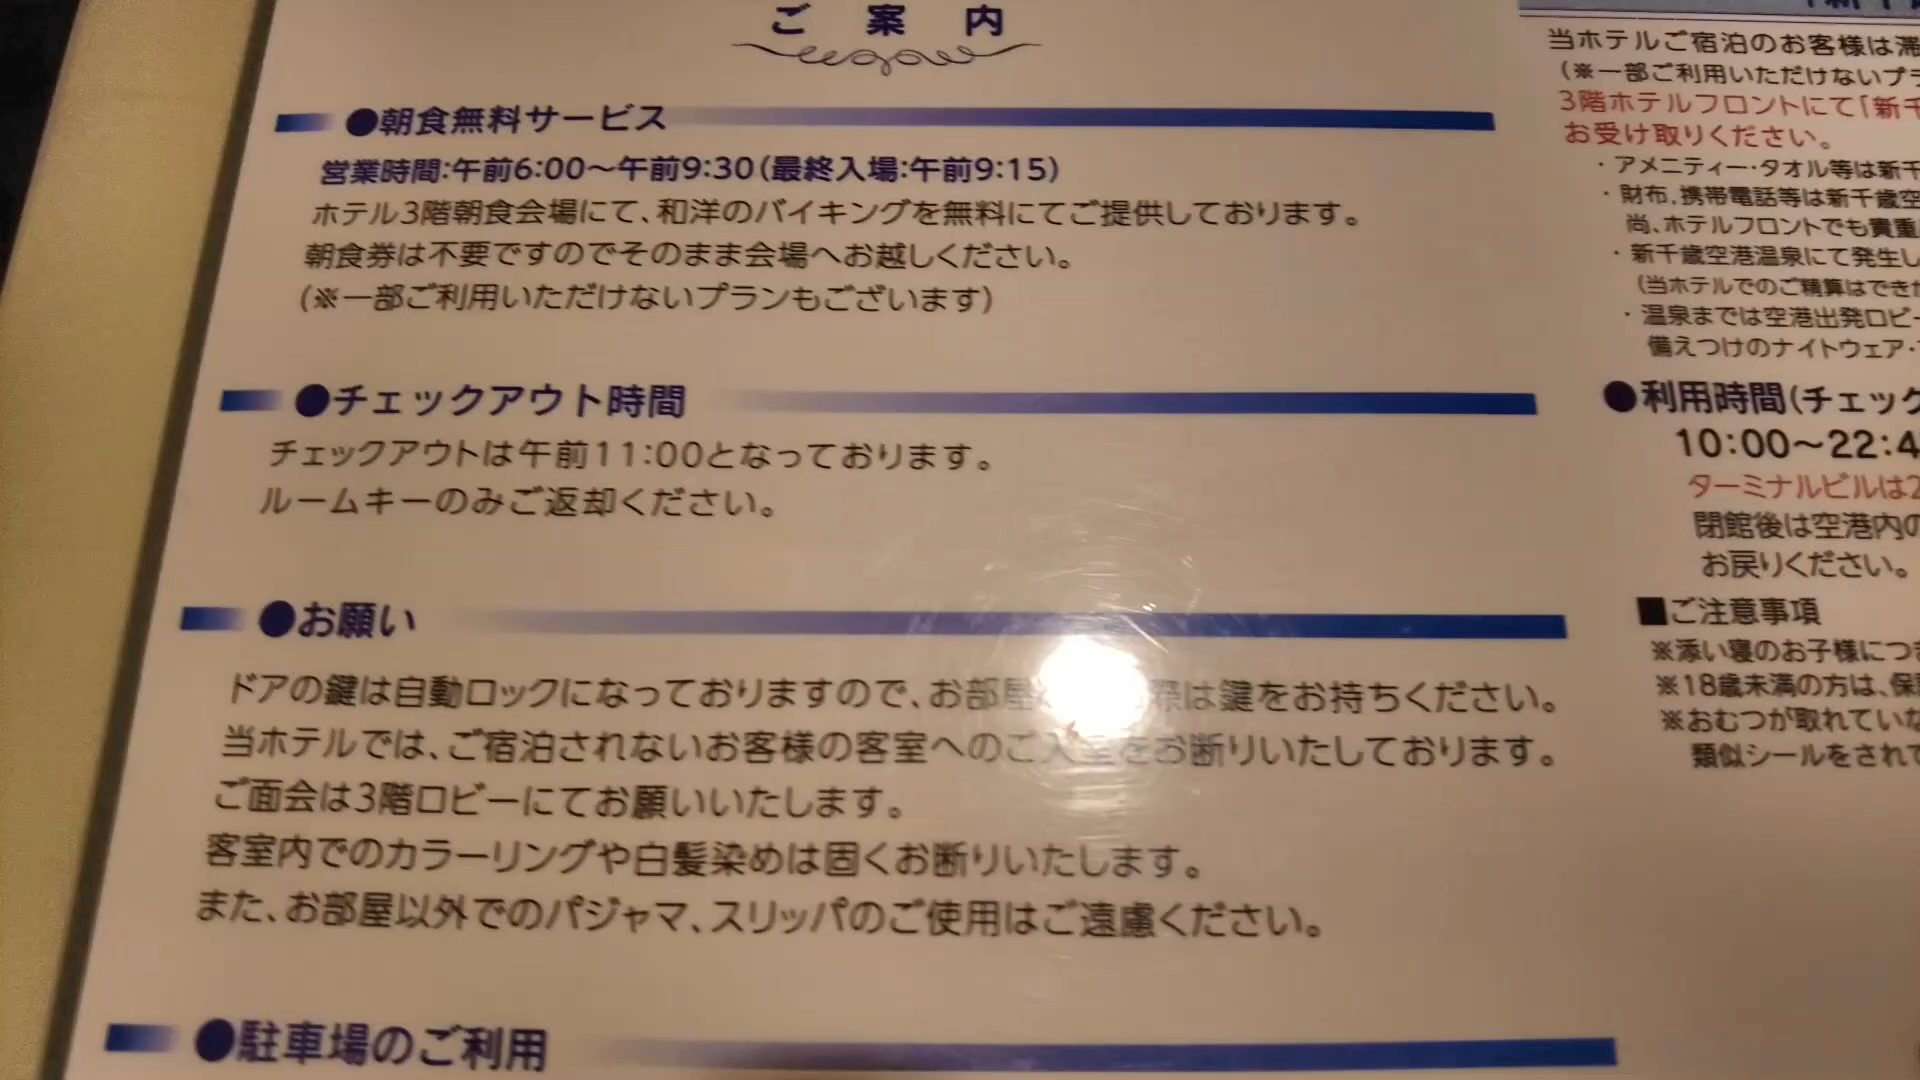 ご案内
●朝食無料サービス
営業時間:午前6:00～午前9:30(最終入場:午前9:15)
ホテル3階朝食会場にて、和洋のバイキングを無料にてご提供しております。
朝食券は不要ですのでそのまま会場へお越しください。
(※一部ご利用いただけないプランもございます)
●チェックアウト時間
チェックアウトは午前11:00となっております。
ルームキーのみご返却ください。
●お願い
ドアの鍵は自動ロックになっておりますので、お部屋 際は鍵をお持ちください。
当ホテルでは、ご宿泊されないお客様の客室へのご入室をお断りいたしております。
ご面会は3階ロビーにてお願いいたします。
客室内でのカラーリングや白髪染めは固くお断りいたします。
また、お部屋以外でのパジャマ、スリッパのご使用はご遠慮ください。
●駐車場のご利用
当ホテルご宿泊のお客様は滞
(※一部ご利用いただけないプラ
3階ホテルフロントにて「新千
お受け取りください。
・アメニティー・タオル等は新千
・財布,携帯電話等は新千歳空
尚、ホテルフロントでも貴重
・新千歳空港温泉にて発生し
(当ホテルでのご精算はでき
・温泉までは空港出発ロビー
備えつけのナイトウェア・
●利用時間(チェック
10:00～22:4
ターミナルビルは2
閉館後は空港内の
お戻りください。
■ご注意事項
※添い寝のお子様につき
※18歳未満の方は、保
※おむつが取れていな
類似シールをされて